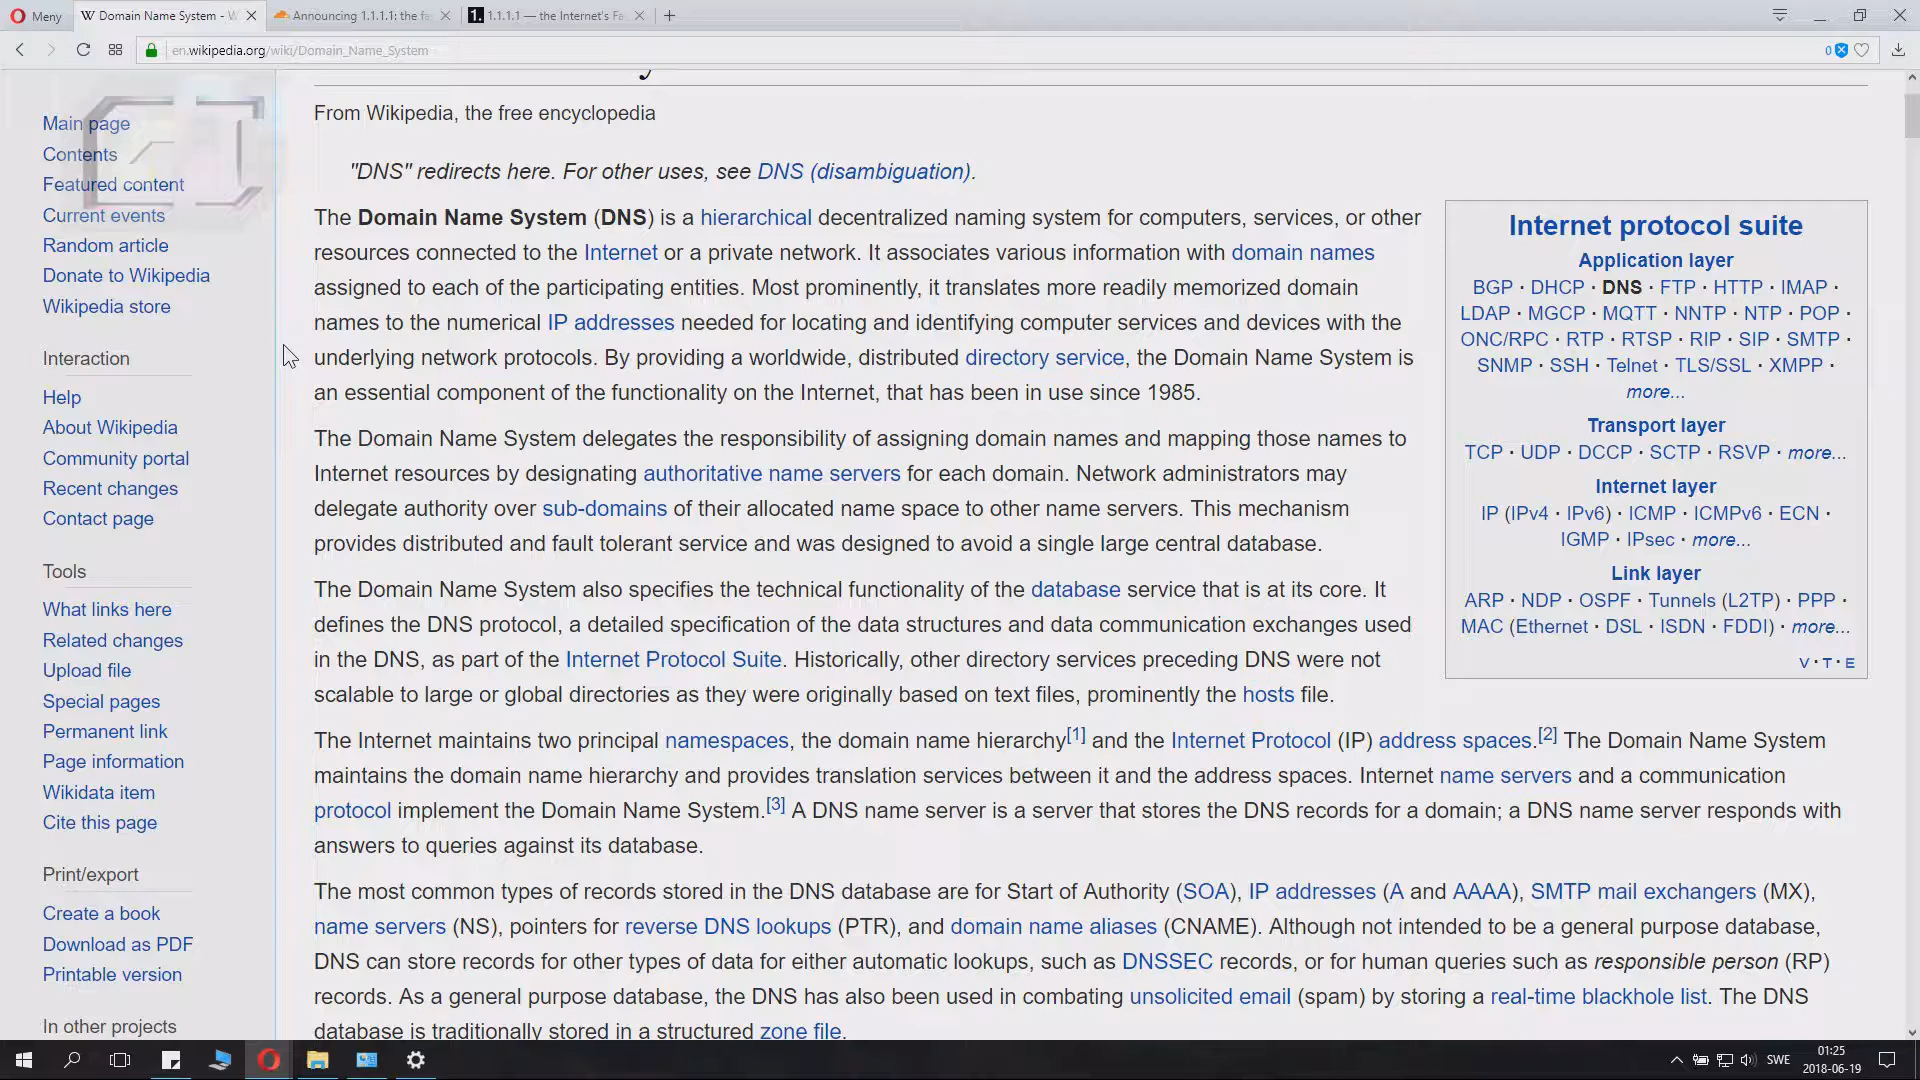 Meny
W Domain Name System - W
Announcing 1.1.1.1: the fa
1. 1.1.1.1 — the Internet's Fa
en.wikipedia.org/wiki/Domain_Name_System
0
Main page
Contents
Featured content
Current events
Random article
Donate to Wikipedia
Wikipedia store
Interaction
Help
About Wikipedia
Community portal
Recent changes
Contact page
Tools
What links here
Related changes
Upload file
Special pages
Permanent link
Page information
Wikidata item
Cite this page
Print/export
Create a book
Download as PDF
Printable version
In other projects
From Wikipedia, the free encyclopedia
"DNS" redirects here. For other uses, see DNS (disambiguation).
The Domain Name System (DNS) is a hierarchical decentralized naming system for computers, services, or other
resources connected to the Internet or a private network. It associates various information with domain names
assigned to each of the participating entities. Most prominently, it translates more readily memorized domain
names to the numerical IP addresses needed for locating and identifying computer services and devices with the
underlying network protocols. By providing a worldwide, distributed directory service, the Domain Name System is
an essential component of the functionality on the Internet, that has been in use since 1985.
The Domain Name System delegates the responsibility of assigning domain names and mapping those names to
Internet resources by designating authoritative name servers for each domain. Network administrators may
delegate authority over sub-domains of their allocated name space to other name servers. This mechanism
provides distributed and fault tolerant service and was designed to avoid a single large central database.
The Domain Name System also specifies the technical functionality of the database service that is at its core. It
defines the DNS protocol, a detailed specification of the data structures and data communication exchanges used
in the DNS, as part of the Internet Protocol Suite. Historically, other directory services preceding DNS were not
scalable to large or global directories as they were originally based on text files, prominently the hosts file.
The Internet maintains two principal namespaces, the domain name hierarchy[1] and the Internet Protocol (IP) address spaces.[2] The Domain Name System
maintains the domain name hierarchy and provides translation services between it and the address spaces. Internet name servers and a communication
protocol implement the Domain Name System.[3] A DNS name server is a server that stores the DNS records for a domain; a DNS name server responds with
answers to queries against its database.
The most common types of records stored in the DNS database are for Start of Authority (SOA), IP addresses (A and AAAA), SMTP mail exchangers (MX),
name servers (NS), pointers for reverse DNS lookups (PTR), and domain name aliases (CNAME). Although not intended to be a general purpose database,
DNS can store records for other types of data for either automatic lookups, such as DNSSEC records, or for human queries such as responsible person (RP)
records. As a general purpose database, the DNS has also been used in combating unsolicited email (spam) by storing a real-time blackhole list. The DNS
database is traditionally stored in a structured zone file.
Internet protocol suite
Application layer
BGP · DHCP · DNS · FTP · HTTP · IMAP ·
LDAP · MGCP · MQTT · NNTP · NTP · POP ·
ONC/RPC · RTP · RTSP · RIP · SIP · SMTP ·
SNMP · SSH · Telnet · TLS/SSL · XMPP ·
more...
Transport layer
TCP · UDP · DCCP · SCTP · RSVP · more...
Internet layer
IP (IPv4 · IPv6) · ICMP · ICMPv6 · ECN ·
IGMP · IPsec · more...
Link layer
ARP · NDP · OSPF · Tunnels (L2TP) · PPP ·
MAC (Ethernet · DSL · ISDN · FDDI) · more...
V · T · E
SWE
01:25
2018-06-19